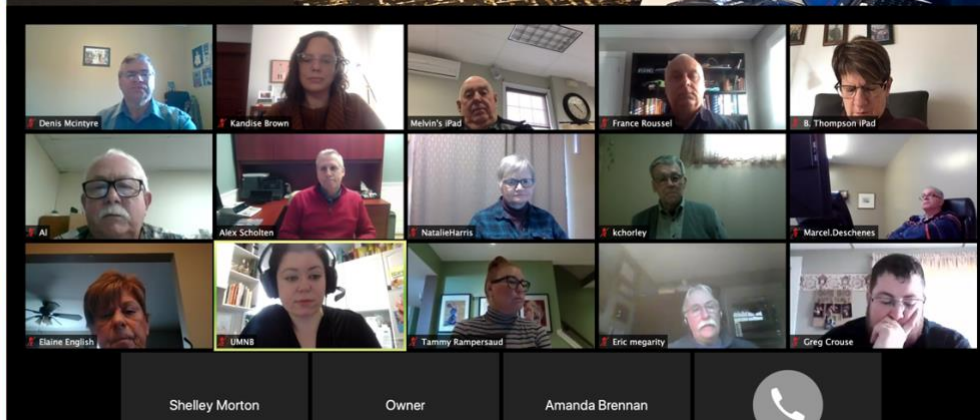 Denis Mcintyre
Kandise Brown
Melvin's iPad
France Roussel
B. Thompson iPad
Al
Alex Scholten
NatalieHarris
kchorley
Marcel.Deschenes
Elaine English
UMNB
Tammy Rampersaud
Eric megarity
Greg Crouse
Shelley Morton
Owner
Amanda Brennan